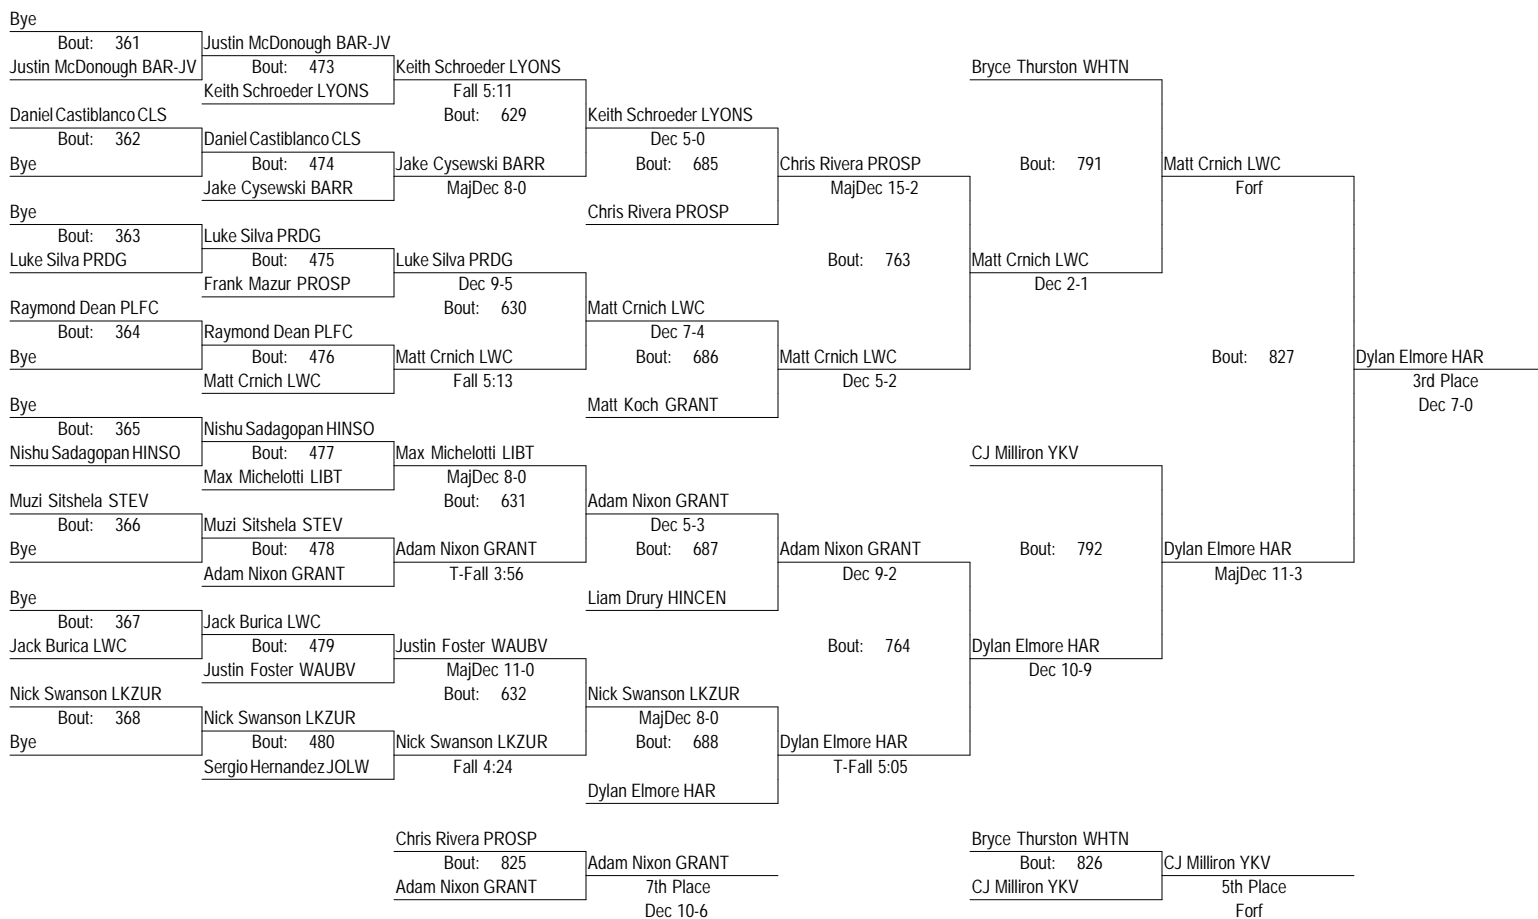 Bye
Bout: 361
Justin McDonough BAR-JV
Justin McDonough BAR-JV
Bout: 473
Keith Schroeder LYONS
Keith Schroeder LYONS
Fall 5:11
Bout: 629
Daniel Castiblanco CLS
Bout: 362
Bye
Daniel Castiblanco CLS
Bout: 474
Jake Cysewski BARR
Jake Cysewski BARR
MajDec 8-0
Keith Schroeder LYONS
Dec 5-0
Bout: 685
Chris Rivera PROSP
Chris Rivera PROSP
MajDec 15-2
Bye
Bout: 363
Luke Silva PRDG
Luke Silva PRDG
Bout: 475
Frank Mazur PROSP
Luke Silva PRDG
Dec 9-5
Bout: 630
Raymond Dean PLFC
Bout: 364
Bye
Raymond Dean PLFC
Bout: 476
Matt Crnich LWC
Matt Crnich LWC
Fall 5:13
Matt Crnich LWC
Dec 7-4
Bout: 686
Matt Koch GRANT
Matt Crnich LWC
Dec 5-2
Bout: 763
Bryce Thurston WHTN
Bout: 791
Matt Crnich LWC
Dec 2-1
Matt Crnich LWC
Forf
Bye
Bout: 365
Nishu Sadagopan HINSO
Nishu Sadagopan HINSO
Bout: 477
Max Michelotti LIBT
Max Michelotti LIBT
MajDec 8-0
Bout: 631
Muzi Sitshela STEV
Bout: 366
Bye
Muzi Sitshela STEV
Bout: 478
Adam Nixon GRANT
Adam Nixon GRANT
T-Fall 3:56
Adam Nixon GRANT
Dec 5-3
Bout: 687
Liam Drury HINCEN
Adam Nixon GRANT
Dec 9-2
Bye
Bout: 367
Jack Burica LWC
Jack Burica LWC
Bout: 479
Justin Foster WAUBV
Justin Foster WAUBV
MajDec 11-0
Bout: 632
Nick Swanson LKZUR
Bout: 368
Bye
Nick Swanson LKZUR
Bout: 480
Sergio Hernandez JOLW
Nick Swanson LKZUR
Fall 4:24
Nick Swanson LKZUR
MajDec 8-0
Bout: 688
Dylan Elmore HAR
Dylan Elmore HAR
T-Fall 5:05
Bout: 764
CJ Milliron YKV
Bout: 792
Dylan Elmore HAR
Dec 10-9
Dylan Elmore HAR
MajDec 11-3
Bout: 827
Dylan Elmore HAR
3rd Place
Dec 7-0
Chris Rivera PROSP
Bout: 825
Adam Nixon GRANT
Adam Nixon GRANT
7th Place
Dec 10-6
Bryce Thurston WHTN
Bout: 826
CJ Milliron YKV
CJ Milliron YKV
5th Place
Forf